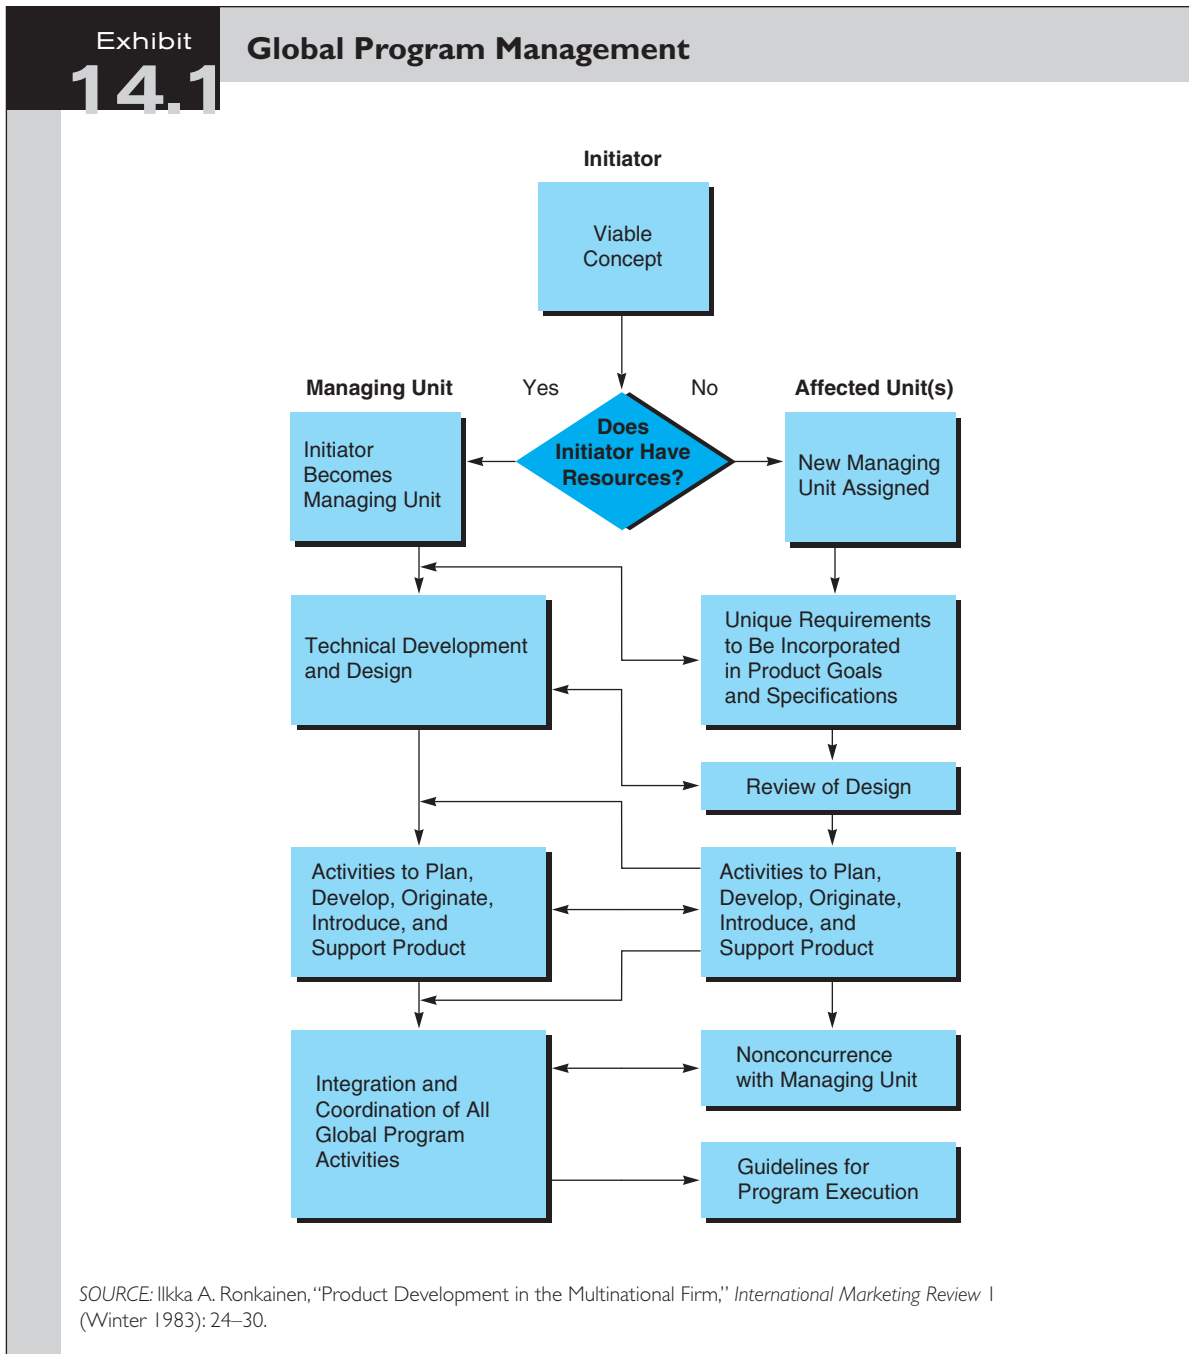 Exhibit
14.1
Global Program Management
Initiator
Viable
Concept
Managing Unit
Yes
No
Affected Unit(s)
Does
Initiator Have
Resources?
Initiator
Becomes
Managing Unit
New Managing
Unit Assigned
Technical Development
and Design
Unique Requirements
to Be Incorporated
in Product Goals
and Specifications
Review of Design
Activities to Plan,
Develop, Originate,
Introduce, and
Support Product
Activities to Plan,
Develop, Originate,
Introduce, and
Support Product
Integration and
Coordination of All
Global Program
Activities
Nonconcurrence
with Managing Unit
Guidelines for
Program Execution
SOURCE: Ilkka A. Ronkainen, “Product Development in the Multinational Firm,” International Marketing Review 1
(Winter 1983): 24–30.